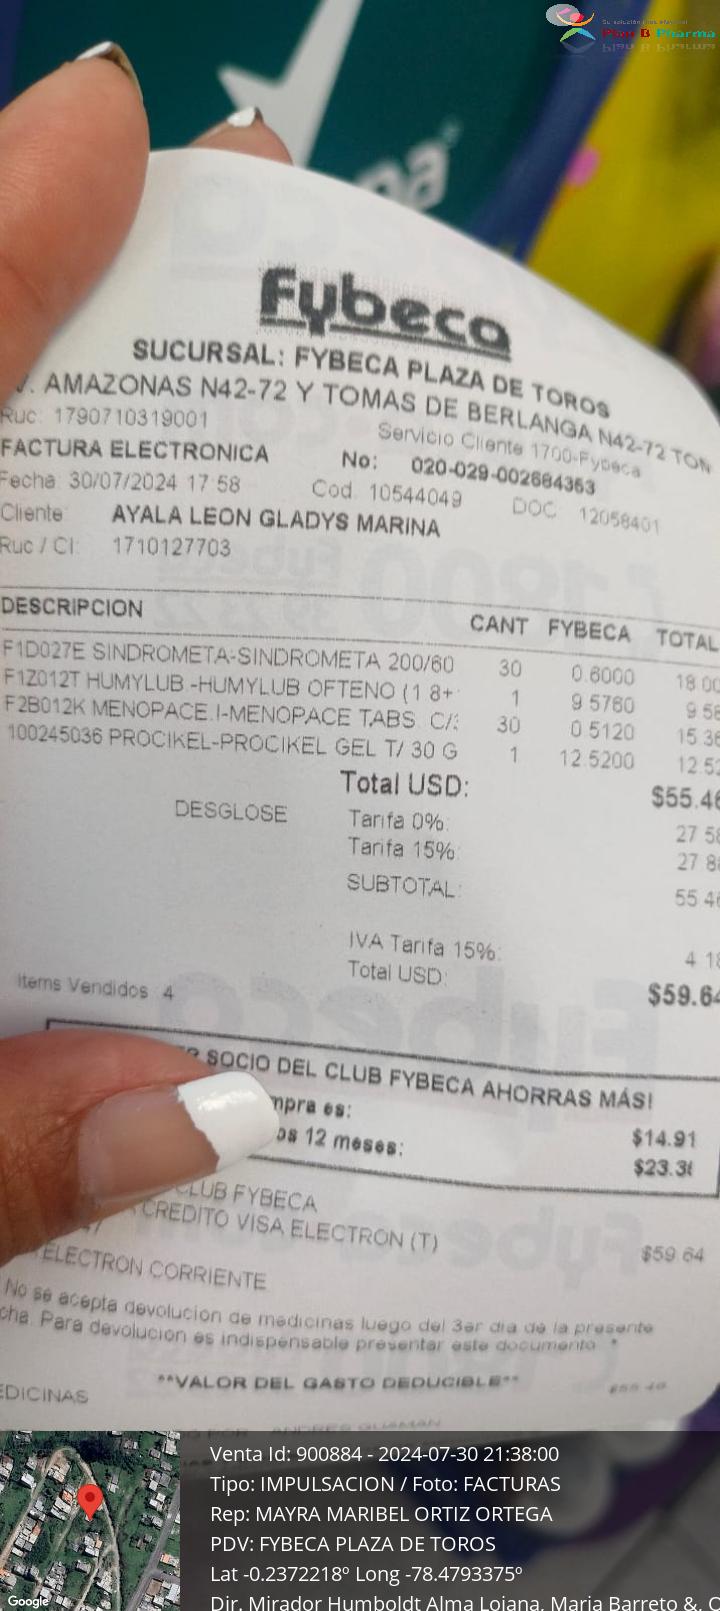 Plan B Pharma
Fybeca
SUCURSAL: FYBECA PLAZA DE TOROS
. AMAZONAS N42-72 Y TOMAS DE BERLANGA N42-72 TON
Ruc: 1790710319001
Servicio Cliente 1700-Fybeca
FACTURA ELECTRONICA No: 020-029-002684363
Fecha: 30/07/2024 17:58 Cod. 10544049 DOC: 12058401
Cliente: AYALA LEON GLADYS MARINA
Ruc / CI: 1710127703
DESCRIPCION CANT FYBECA TOTAL
F1D027E SINDROMETA-SINDROMETA 200/60 30 0.6000 18.00
F1Z012T HUMYLUB.-HUMYLUB OFTENO (1.8+ 1 9.5760 9.58
F2B012K MENOPACE.I-MENOPACE TABS. C/ 30 0.5120 15.36
100245036 PROCIKEL-PROCIKEL GEL T/ 30 G 1 12.5200 12.52
Total USD: $55.46
DESGLOSE Tarifa 0%: 27.58
Tarifa 15%: 27.88
SUBTOTAL: 55.46
IVA Tarifa 15%: 4.18
Items Vendidos: 4 Total USD: $59.64
SOCIO DEL CLUB FYBECA AHORRAS MÁS!
mpra es: $14.91
os 12 meses: $23.3
CLUB FYBECA
CREDITO VISA ELECTRON (T) $59.64
ELECTRON CORRIENTE
No se acepta devolucion de medicinas luego del 3er dia de la presente
cha. Para devolucion es indispensable presentar este documento. *
**VALOR DEL GASTO DEDUCIBLE**
EDICINAS $55.46
ANDRES GUAMAN
Venta Id: 900884 - 2024-07-30 21:38:00
Tipo: IMPULSACION / Foto: FACTURAS
Rep: MAYRA MARIBEL ORTIZ ORTEGA
PDV: FYBECA PLAZA DE TOROS
Lat -0.2372218º Long -78.4793375º
Dir. Mirador Humboldt Alma Lojana, Maria Barreto &, C
Google